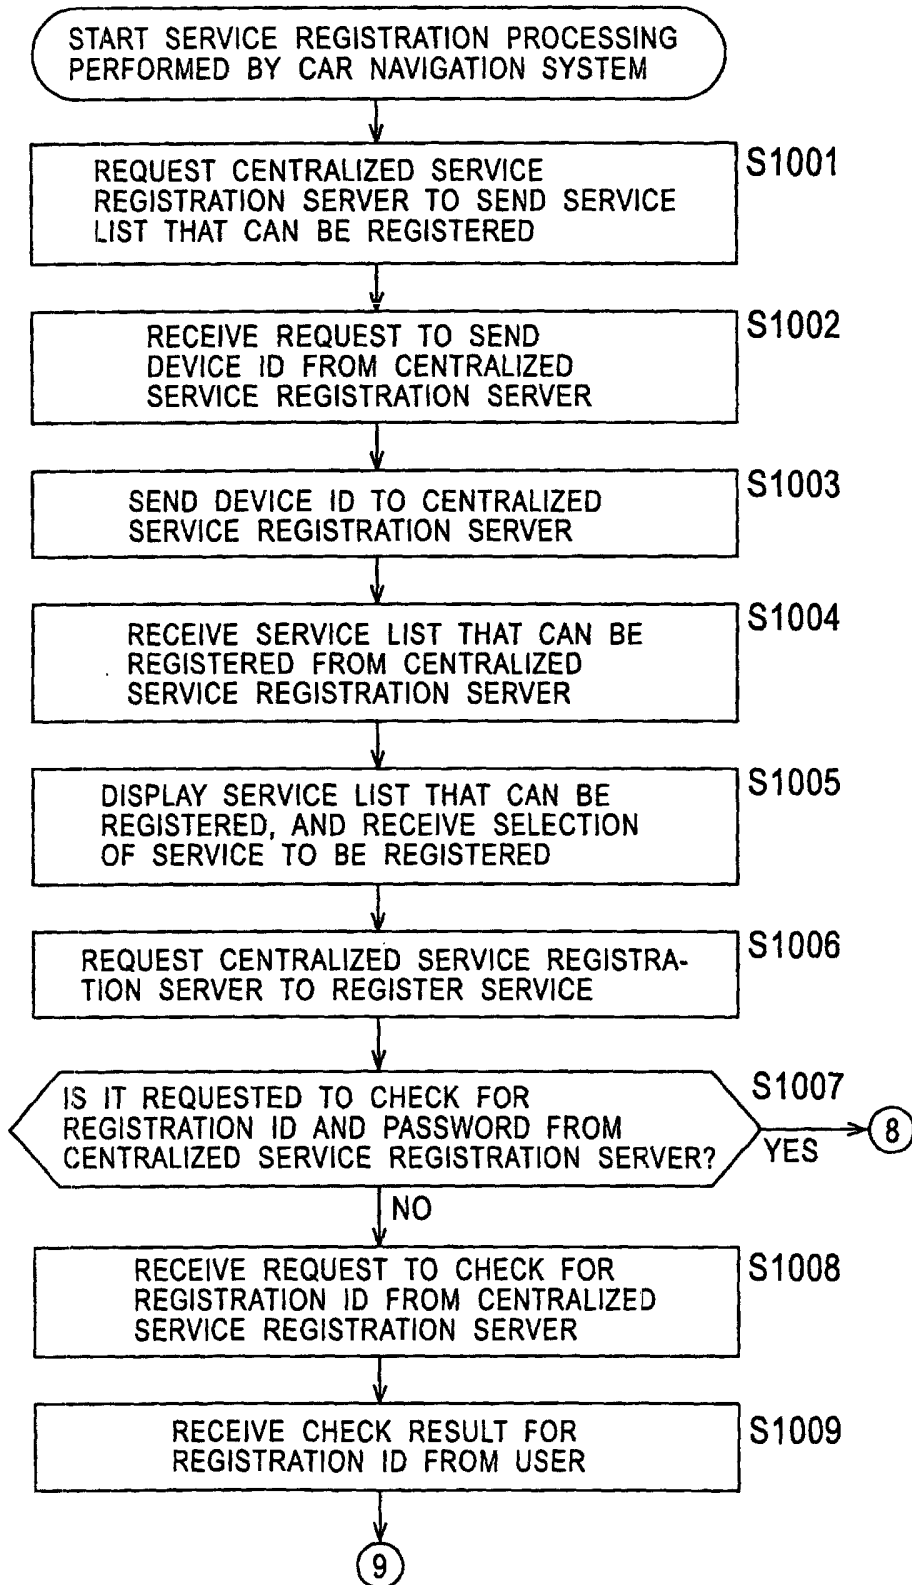 START SERVICE REGISTRATION PROCESSING
PERFORMED BY CAR NAVIGATION SYSTEM
S1001
REQUEST CENTRALIZED SERVICE
REGISTRATION SERVER TO SEND SERVICE
LIST THAT CAN BE REGISTERED
S1002
RECEIVE REQUEST TO SEND
DEVICE ID FROM CENTRALIZED
SERVICE REGISTRATION SERVER
S1003
SEND DEVICE ID TO CENTRALIZED
SERVICE REGISTRATION SERVER
S1004
RECEIVE SERVICE LIST THAT CAN BE
REGISTERED FROM CENTRALIZED
SERVICE REGISTRATION SERVER
S1005
DISPLAY SERVICE LIST THAT CAN BE
REGISTERED, AND RECEIVE SELECTION
OF SERVICE TO BE REGISTERED
S1006
REQUEST CENTRALIZED SERVICE REGISTRA-
TION SERVER TO REGISTER SERVICE
S1007
IS IT REQUESTED TO CHECK FOR
REGISTRATION ID AND PASSWORD FROM
CENTRALIZED SERVICE REGISTRATION SERVER?
YES
8
NO
S1008
RECEIVE REQUEST TO CHECK FOR
REGISTRATION ID FROM CENTRALIZED
SERVICE REGISTRATION SERVER
S1009
RECEIVE CHECK RESULT FOR
REGISTRATION ID FROM USER
9